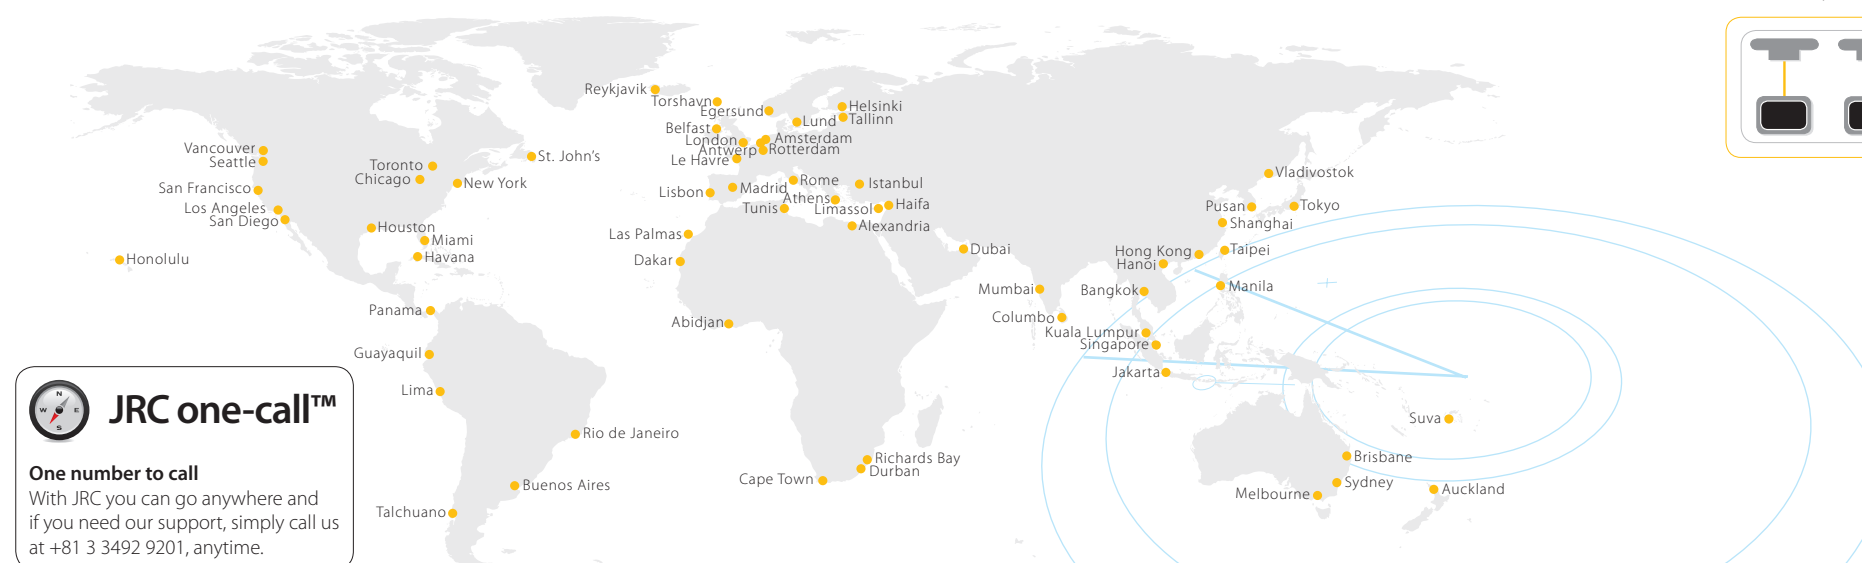 Reykjavik
Torshavn
Egersund
Helsinki
Lund
Tallinn
Belfast
London
Amsterdam
Antwerp
Rotterdam
Le Havre
Vancouver
Seattle
Toronto
St. John's
Chicago
New York
San Francisco
Los Angeles
San Diego
Houston
Miami
Havana
Honolulu
Lisbon
Madrid
Rome
Istanbul
Athens
Tunis
Limassol
Haifa
Alexandria
Las Palmas
Dakar
Dubai
Vladivostok
Pusan
Tokyo
Shanghai
Hong Kong
Taipei
Hanoi
Mumbai
Bangkok
Manila
Columbo
Kuala Lumpur
Singapore
Jakarta
Panama
Abidjan
Guayaquil
Lima
Rio de Janeiro
Buenos Aires
Talchuano
Richards Bay
Durban
Cape Town
Suva
Brisbane
Sydney
Melbourne
Auckland
N
W E
S
JRC one-call™
One number to call
With JRC you can go anywhere and
if you need our support, simply call us
at +81 3 3492 9201, anytime.